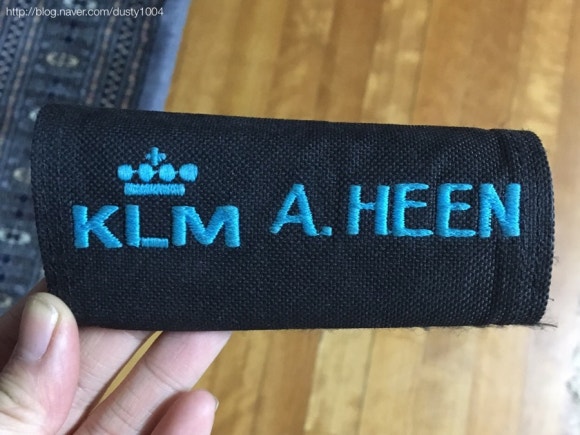 http://blog.naver.com/dusty1004
KLM A. HEEN